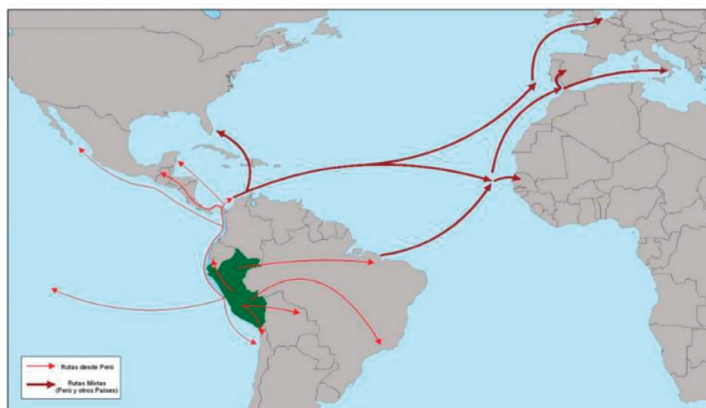 Rutas desde Perú
Rutas Mixtas
(Perú y otros Países)